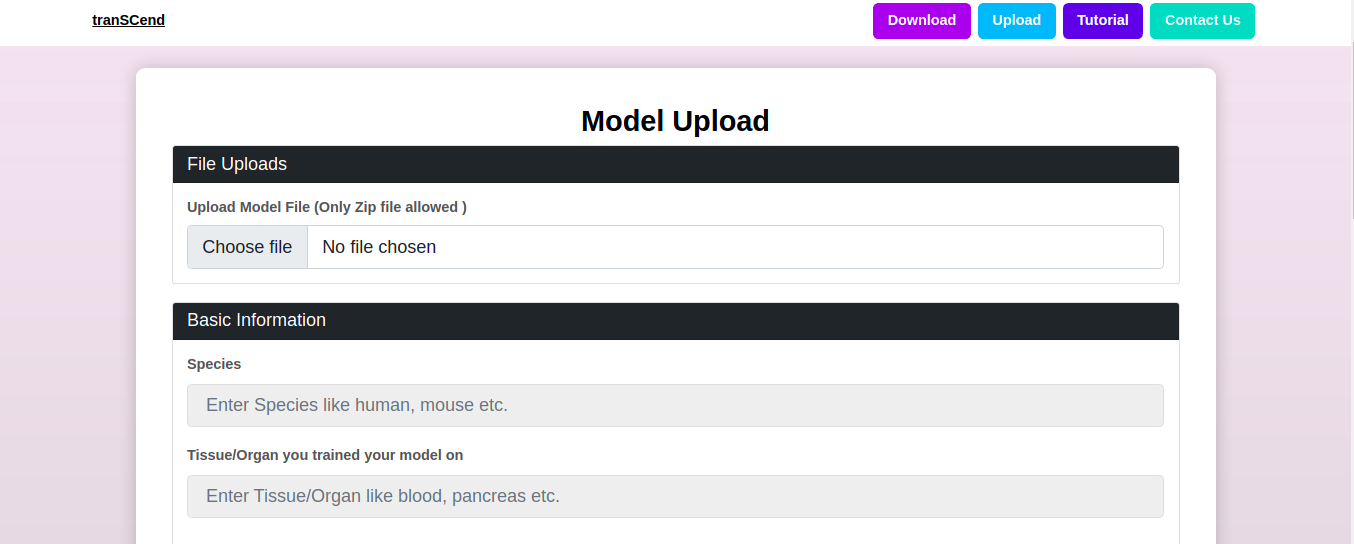 tranSCend
Download
Upload
Tutorial
Contact Us
Model Upload
File Uploads
Upload Model File (Only Zip file allowed )
Choose file
No file chosen
Basic Information
Species
Enter Species like human, mouse etc.
Tissue/Organ you trained your model on
Enter Tissue/Organ like blood, pancreas etc.